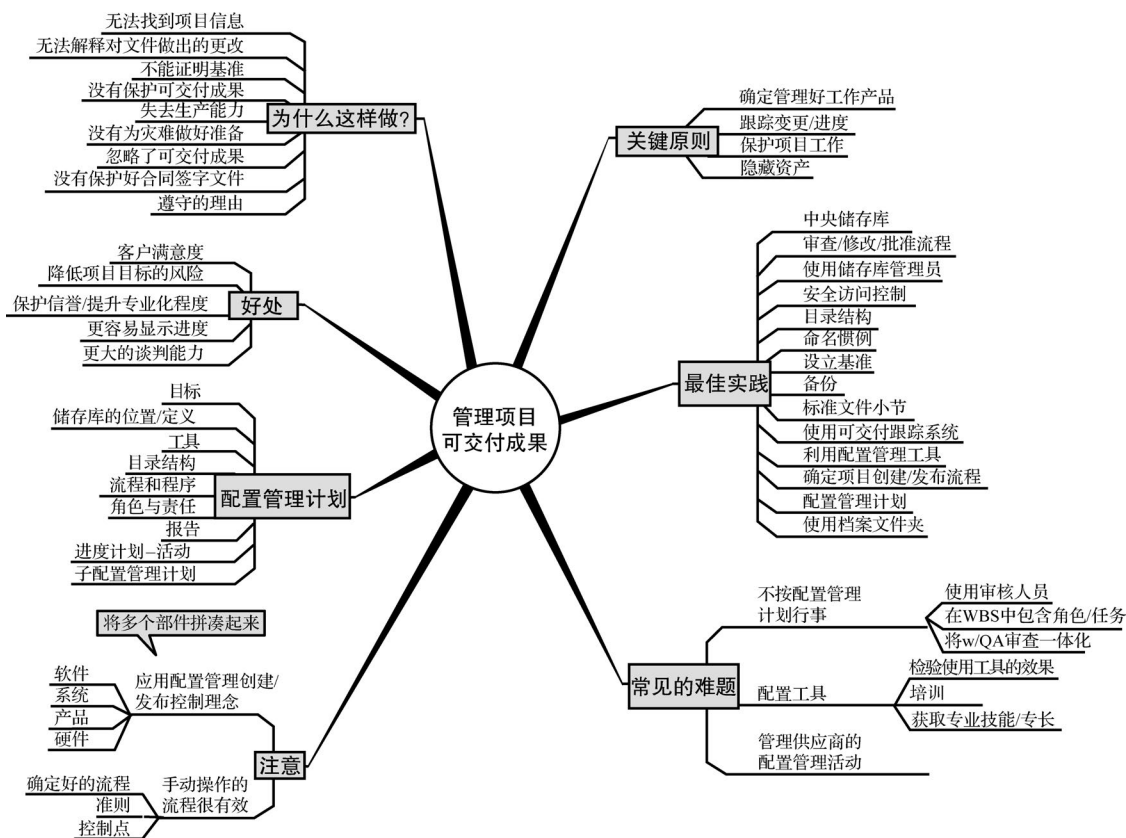 无法找到项目信息
无法解释对文件做出的更改
不能证明基准
没有保护可交付成果
失去生产能力
没有为灾难做好准备
忽略了可交付成果
没有保护好合同签字文件
遵守的理由
为什么这样做?
客户满意度
降低项目目标的风险
保护信誉/提升专业化程度
更容易显示进度
更大的谈判能力
好处
目标
储存库的位置/定义
工具
目录结构
流程和程序
角色与责任
报告
进度计划–活动
子配置管理计划
配置管理计划
将多个部件拼凑起来
软件
系统
产品
硬件
应用配置管理创建/
发布控制理念
确定好的流程
准则
控制点
手动操作的
流程很有效
注意
管理项目
可交付成果
关键原则
确定管理好工作产品
跟踪变更/进度
保护项目工作
隐藏资产
最佳实践
中央储存库
审查/修改/批准流程
使用储存库管理员
安全访问控制
目录结构
命名惯例
设立基准
备份
标准文件小节
使用可交付跟踪系统
利用配置管理工具
确定项目创建/发布流程
配置管理计划
使用档案文件夹
常见的难题
不按配置管理
计划行事
使用审核人员
在WBS中包含角色/任务
将w/QA审查一体化
配置工具
检验使用工具的效果
培训
获取专业技能/专长
管理供应商的
配置管理活动